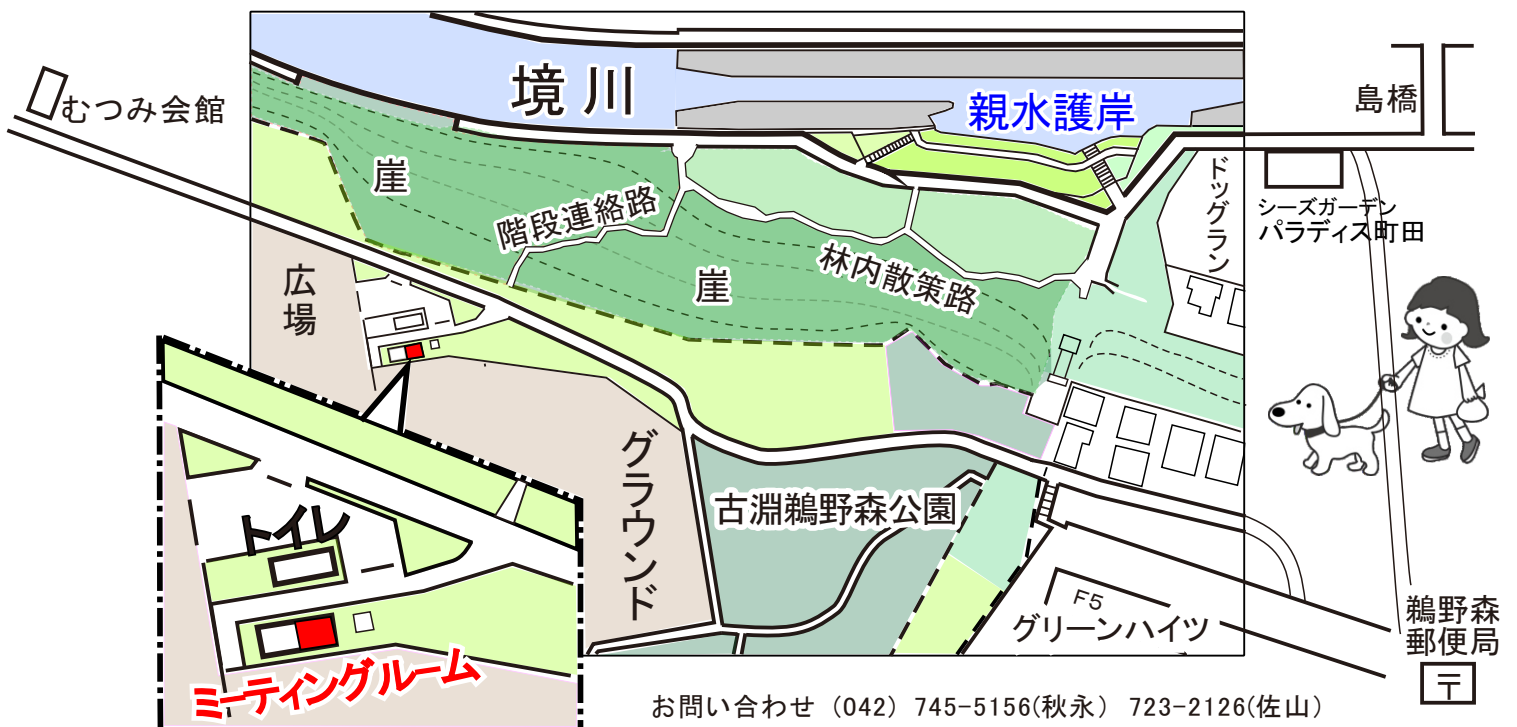 境川
親水護岸
島橋
むつみ会館
崖
階段連絡路
ドッグラン
シーズガーデン
パラディス町田
林内散策路
崖
広場
グラウンド
古淵鵜野森公園
トイレ
F5
グリーンハイツ
鵜野森
郵便局
〒
ミーティングルーム
お問い合わせ (042) 745-5156(秋永) 723-2126(佐山)